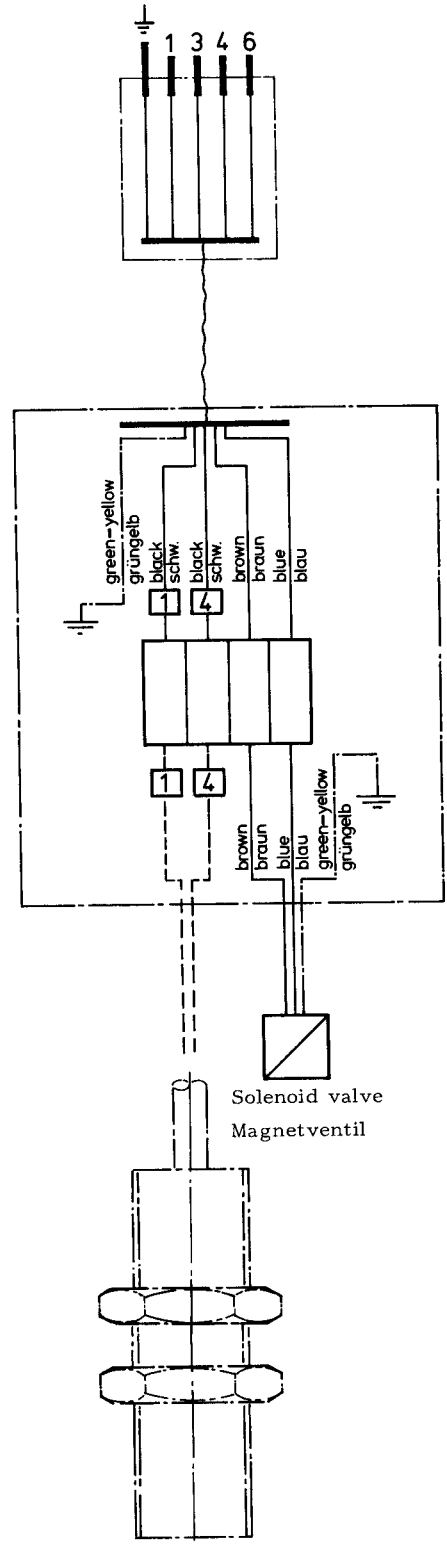 1 3 4 6
green-yellow
grüngelb
black
schw.
black
schw.
brown
braun
blue
blau
1 4
1 4
brown
braun
blue
blau
green-yellow
grüngelb
Solenoid valve
Magnetventil